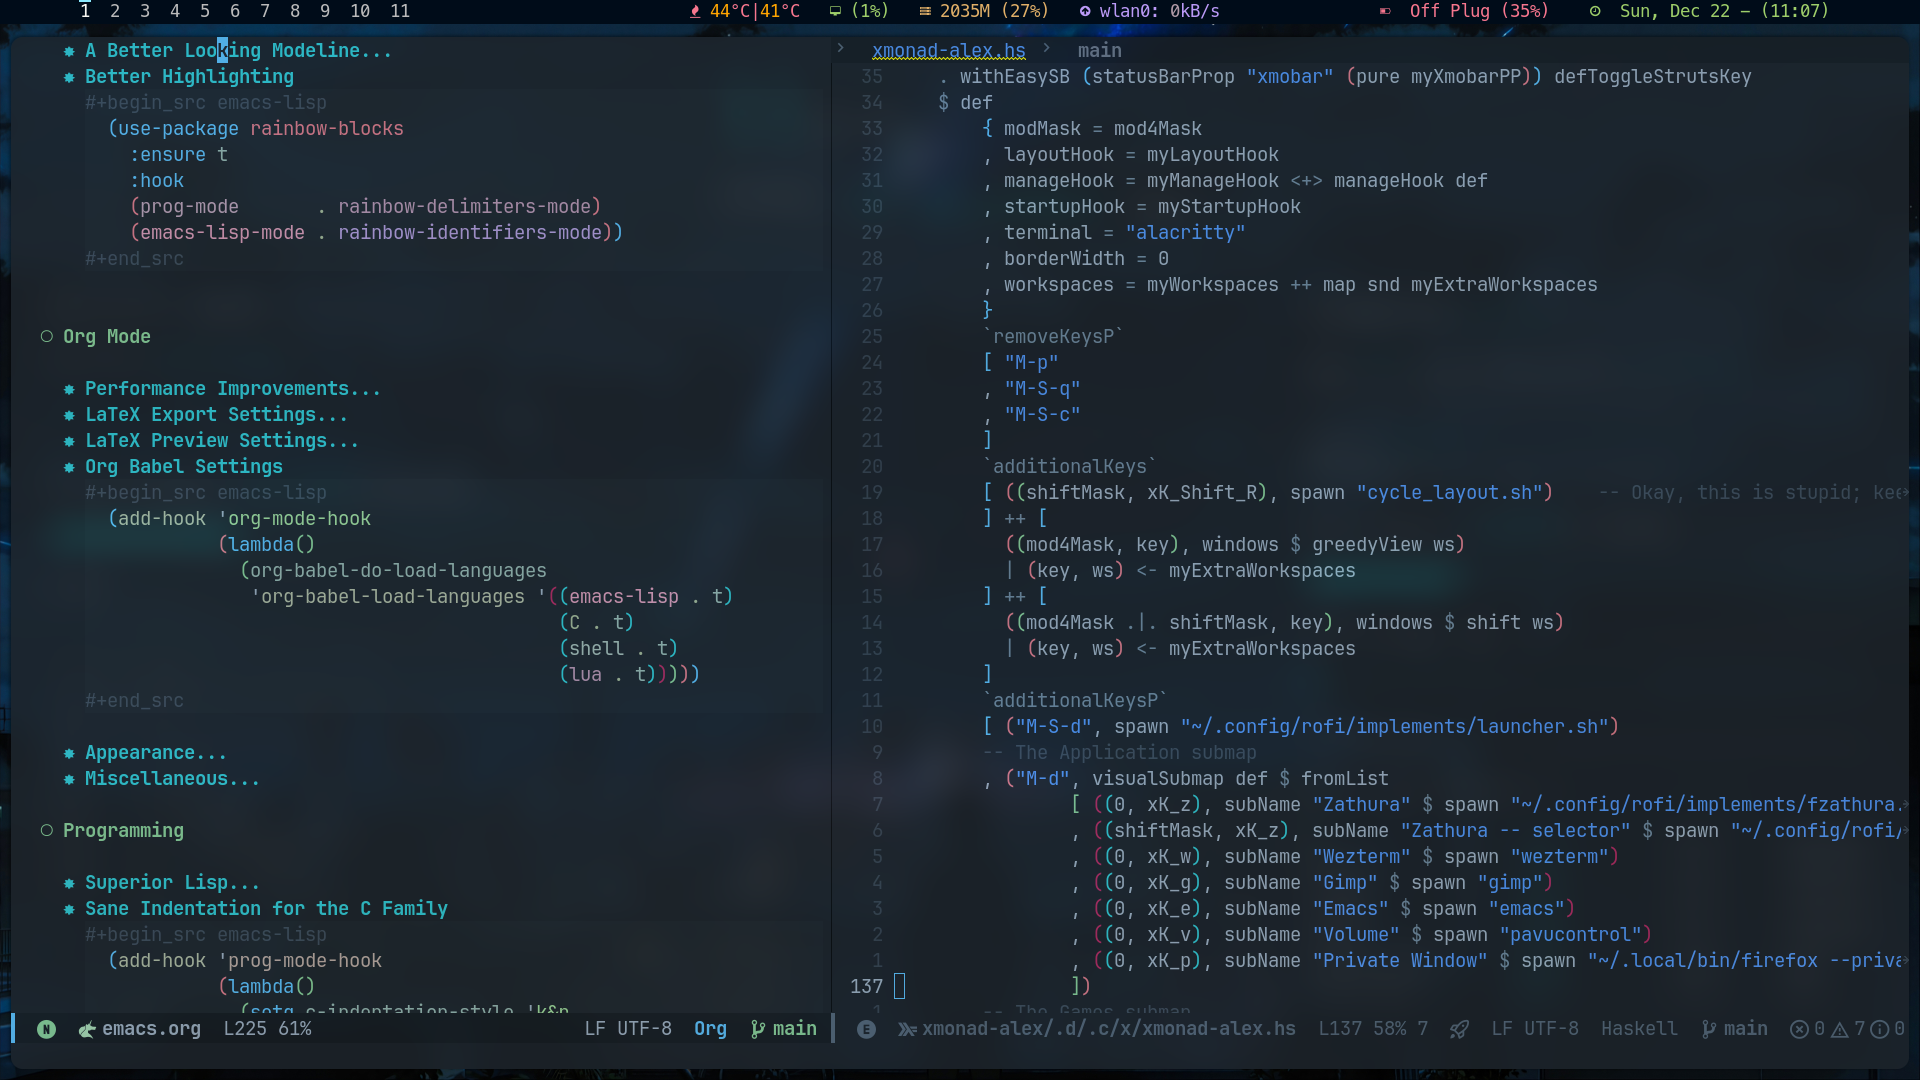 1 2 3 4 5 6 7 8 9 10 11 44°C|41°C (1%) 2035M (27%) wlan0: 0kB/s Off Plug (35%) Sun, Dec 22 – (11:07)
A Better Looking Modeline...
Better Highlighting
#+begin_src emacs-lisp
(use-package rainbow-blocks
:ensure t
:hook
(prog-mode . rainbow-delimiters-mode)
(emacs-lisp-mode . rainbow-identifiers-mode))
#+end_src
Org Mode
Performance Improvements...
LaTeX Export Settings...
LaTeX Preview Settings...
Org Babel Settings
#+begin_src emacs-lisp
(add-hook 'org-mode-hook
(lambda()
(org-babel-do-load-languages
'org-babel-load-languages '((emacs-lisp . t)
(C . t)
(shell . t)
(lua . t)))))
#+end_src
Appearance...
Miscellaneous...
Programming
Superior Lisp...
Sane Indentation for the C Family
#+begin_src emacs-lisp
(add-hook 'prog-mode-hook
(lambda()
(setq c-indentation-style 'k&r
N emacs.org L225 61% LF UTF-8 Org main
> xmonad-alex.hs > main
35 . withEasySB (statusBarProp "xmobar" (pure myXmobarPP)) defToggleStrutsKey
34 $ def
33 { modMask = mod4Mask
32 , layoutHook = myLayoutHook
31 , manageHook = myManageHook <+> manageHook def
30 , startupHook = myStartupHook
29 , terminal = "alacritty"
28 , borderWidth = 0
27 , workspaces = myWorkspaces ++ map snd myExtraWorkspaces
26 }
25 `removeKeysP`
24 [ "M-p"
23 , "M-S-q"
22 , "M-S-c"
21 ]
20 `additionalKeys`
19 [ ((shiftMask, xK_Shift_R), spawn "cycle_layout.sh") -- Okay, this is stupid; kee
18 ] ++ [
17 ((mod4Mask, key), windows $ greedyView ws)
16 | (key, ws) <- myExtraWorkspaces
15 ] ++ [
14 ((mod4Mask .|. shiftMask, key), windows $ shift ws)
13 | (key, ws) <- myExtraWorkspaces
12 ]
11 `additionalKeysP`
10 [ ("M-S-d", spawn "~/.config/rofi/implements/launcher.sh")
9 -- The Application submap
8 , ("M-d", visualSubmap def $ fromList
7 [ ((0, xK_z), subName "Zathura" $ spawn "~/.config/rofi/implements/fzathura.
6 , ((shiftMask, xK_z), subName "Zathura -- selector" $ spawn "~/.config/rofi/
5 , ((0, xK_w), subName "Wezterm" $ spawn "wezterm")
4 , ((0, xK_g), subName "Gimp" $ spawn "gimp")
3 , ((0, xK_e), subName "Emacs" $ spawn "emacs")
2 , ((0, xK_v), subName "Volume" $ spawn "pavucontrol")
1 , ((0, xK_p), subName "Private Window" $ spawn "~/.local/bin/firefox --priva
137 ])
1 -- The Games submap
E xmonad-alex/.d/.c/x/xmonad-alex.hs L137 58% 7 LF UTF-8 Haskell main 0 7 0